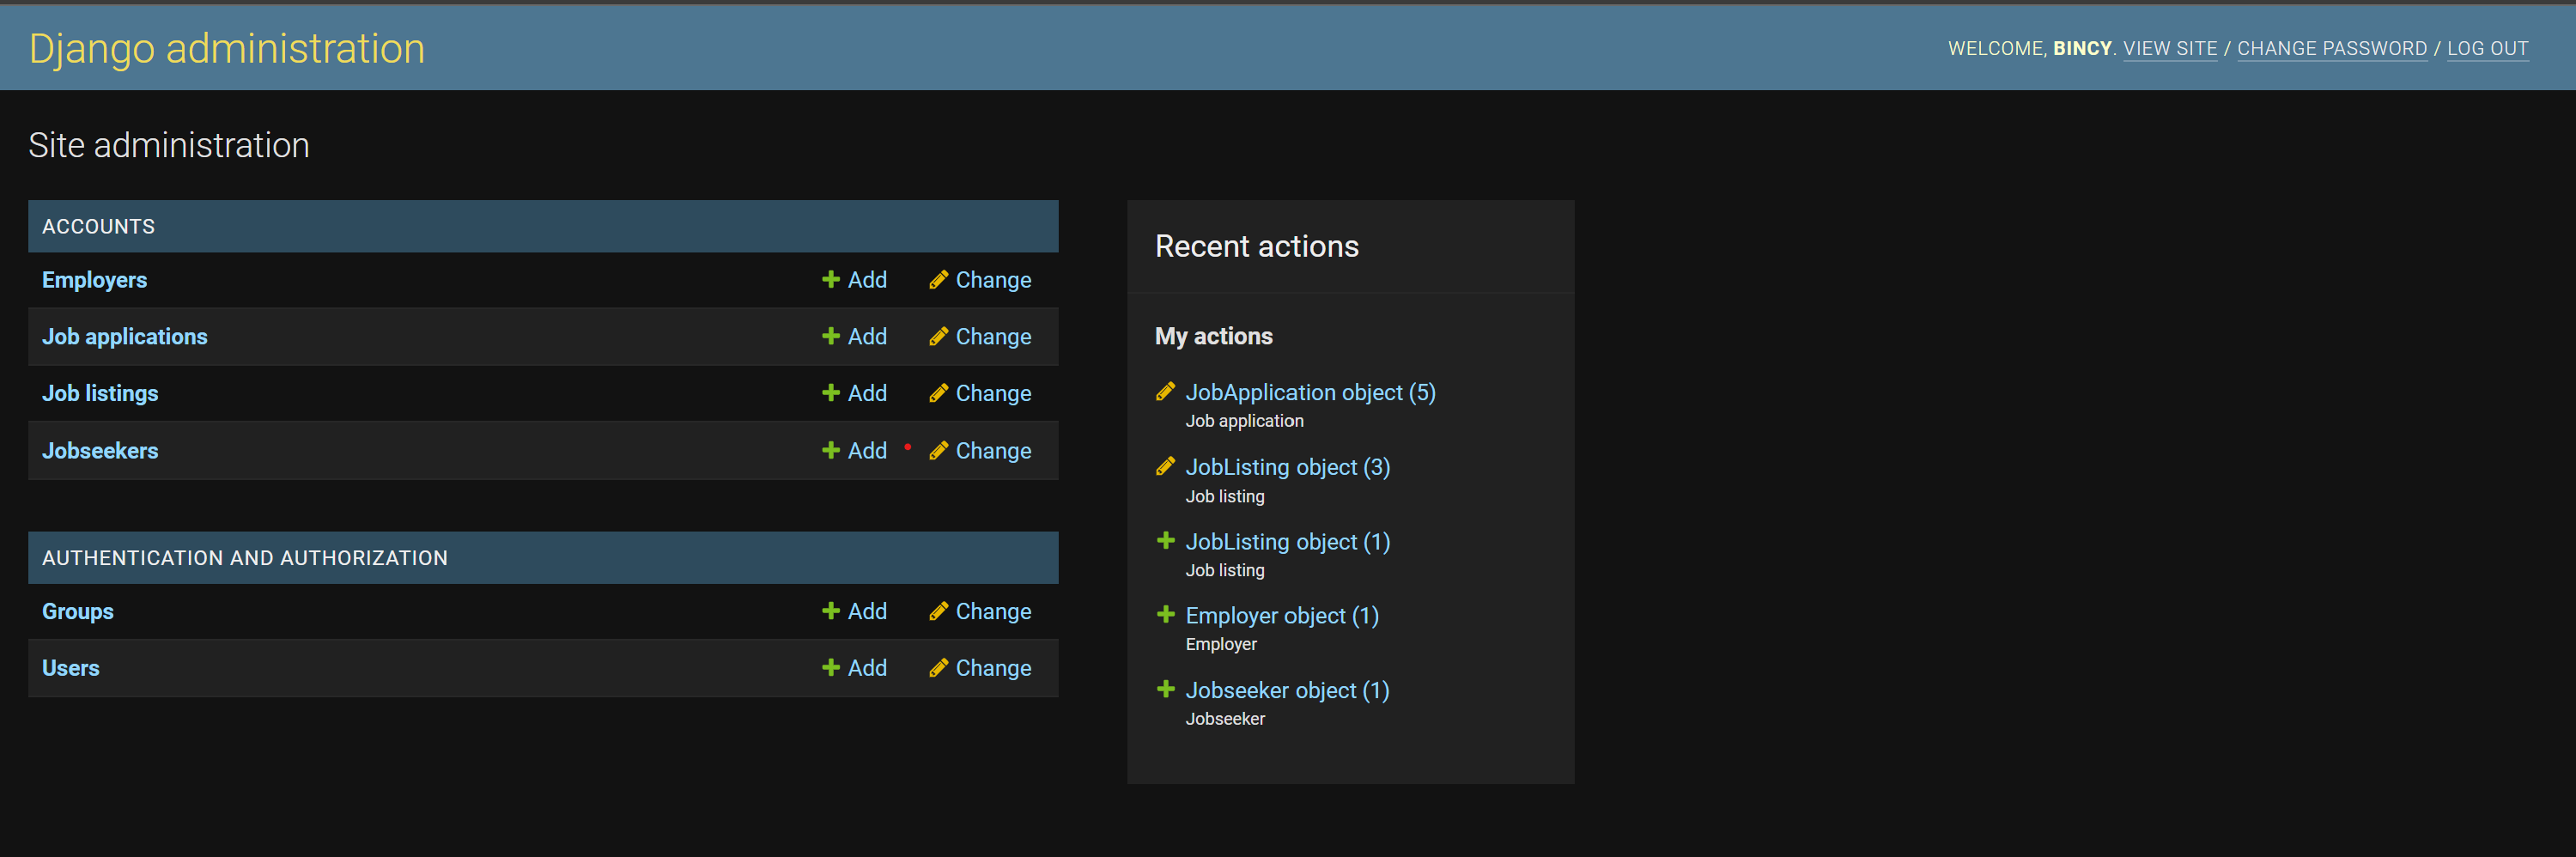 Django administration
WELCOME, BINCY. VIEW SITE / CHANGE PASSWORD / LOG OUT
Site administration
ACCOUNTS
Employers Add Change
Job applications Add Change
Job listings Add Change
Jobseekers Add Change
AUTHENTICATION AND AUTHORIZATION
Groups Add Change
Users Add Change
Recent actions
My actions
JobApplication object (5)
Job application
JobListing object (3)
Job listing
JobListing object (1)
Job listing
Employer object (1)
Employer
Jobseeker object (1)
Jobseeker